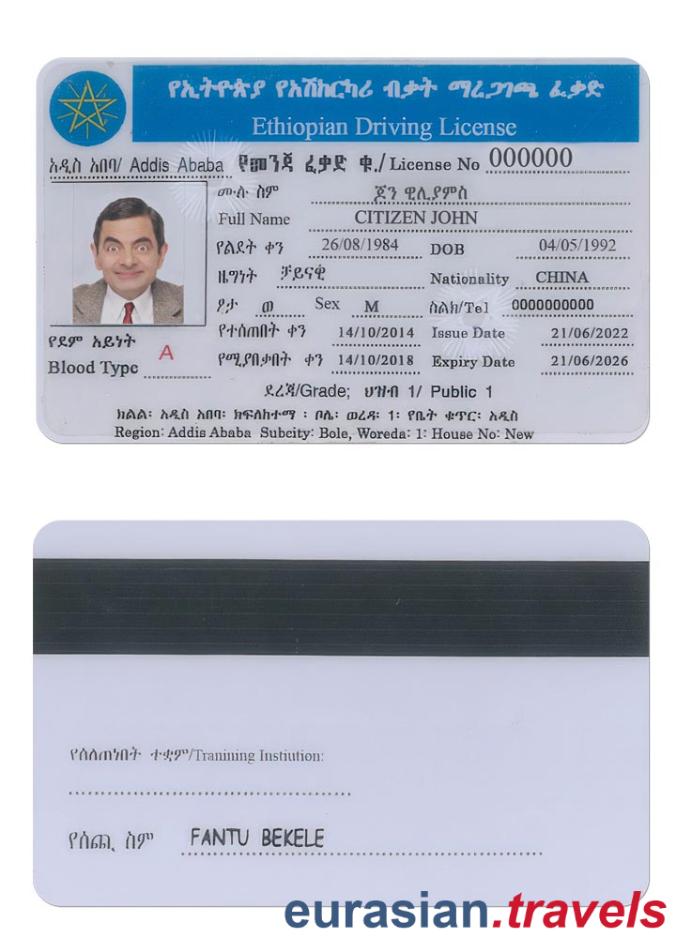 የኢትዮጵያ የአሽከርካሪ ብቃት ማረጋገጫ ፈቃድ
Ethiopian Driving License
አዲስ አበባ/ Addis Ababa የመንጃ ፈቃድ ቁ./ License No 000000
ሙሉ ስም ጆን ዊሊያምስ
Full Name CITIZEN JOHN
የልደት ቀን 26/08/1984 DOB 04/05/1992
ዜግነት ቻይናዊ Nationality CHINA
ፆታ ወ Sex M ስልክ/Tel 0000000000
የተሰጠበት ቀን 14/10/2014 Issue Date 21/06/2022
የደም አይነት
Blood Type A
የሚያበቃበት ቀን 14/10/2018 Expiry Date 21/06/2026
ደረጃ/Grade; ህዝብ 1/ Public 1
ክልል፡ አዲስ አበባ፡ ክፍለከተማ ፡ ቦሌ፡ ወረዳ፡ 1፡ የቤት ቁጥር፡ አዲስ
Region: Addis Ababa Subcity: Bole, Woreda: 1: House No: New
የሰለጠነበት ተቋም/Tranining Instiution:
የሰጪ ስም FANTU BEKELE
eurasian.travels